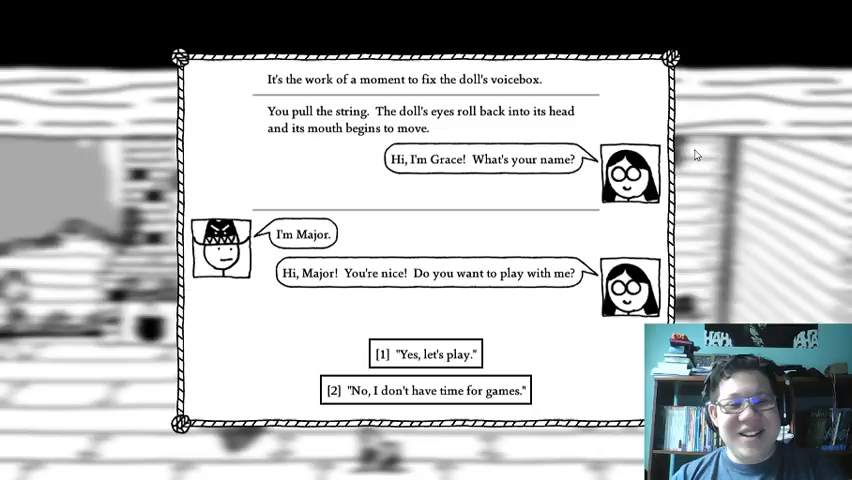 It's the work of a moment to fix the doll's voicebox.
You pull the string. The doll's eyes roll back into its head
and its mouth begins to move.
Hi, I'm Grace! What's your name?
I'm Major.
Hi, Major! You're nice! Do you want to play with me?
[1] "Yes, let's play."
[2] "No, I don't have time for games."
HA
HA